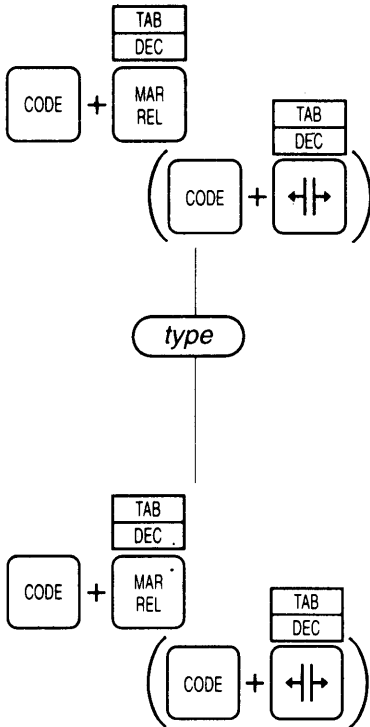 TAB
DEC
CODE + MAR REL
TAB
DEC
( CODE + )
type
TAB
DEC
CODE + MAR REL
TAB
DEC
( CODE + )